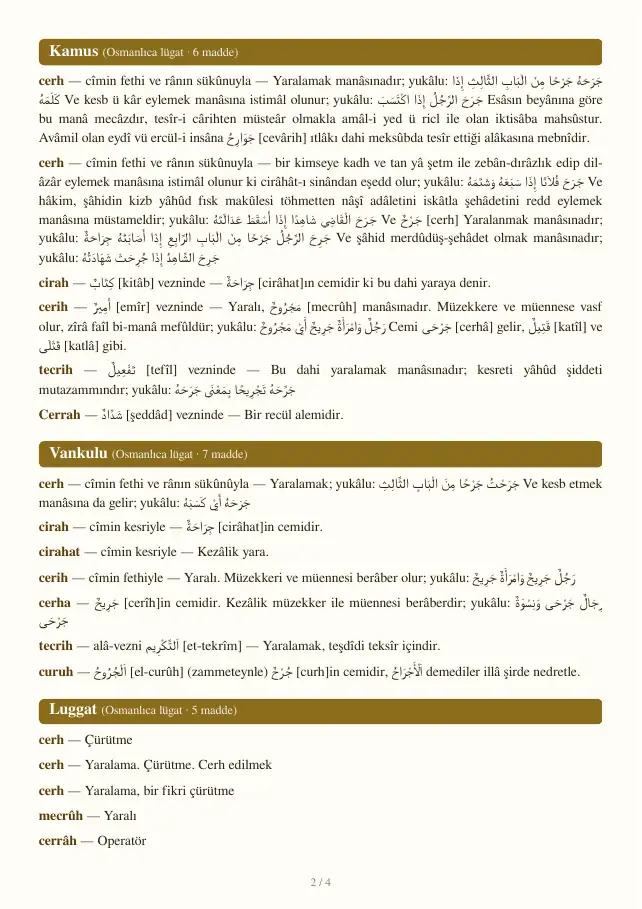 Kamus (Osmanlıca lügat · 6 madde)
cerh — cîmin fethi ve rânın sükûnuyla — Yaralamak manâsınadır; yukâlu: جَرَحَهُ جَرْحًا مِنَ الْبَابِ الثَّالِثِ إِذَا
كَلَمَهُ Ve kesb ü kâr eylemek manâsına istimâl olunur; yukâlu: جَرَحَ الرَّجُلُ إِذَا اكْتَسَبَ Esâsın beyânına göre
bu manâ mecâzdır, tesîr-i cârihten müsteâr olmakla amâl-i yed ü ricl ile olan iktisâba mahsûstur.
Avâmil olan eydî vü ercül-i insâna جَوَارِحُ [cevârih] ıtlâkı dahi meksûbda tesîr ettiği alâkasına mebnîdir.
cerh — cîmin fethi ve rânın sükûnuyla — bir kimseye kadh ve tan yâ şetm ile zebân-dırâzlık edip dil-
âzâr eylemek manâsına istimâl olunur ki cirâhât-ı sinândan eşedd olur; yukâlu: جَرَحَ فُلَانًا إِذَا سَبَعَهُ وَشَتَمَهُ Ve
hâkim, şâhidin kizb yâhûd fısk makûlesi töhmetten nâşî adâletini iskâtla şehâdetini redd eylemek
manâsına müstameldir; yukâlu: جَرَحَ الْقَاضِي شَاهِدًا إِذَا أَسْقَطَ عَدَالَتَهُ Ve جَرْحٌ [cerh] Yaralanmak manâsınadır;
yukâlu: جَرِحَ الرَّجُلُ جَرْحًا مِنَ الْبَابِ الرَّابِعِ إِذَا أَصَابَتْهُ جِرَاحَةٌ Ve şâhid merdûdüş-şehâdet olmak manâsınadır;
yukâlu: جَرِحَ الشَّاهِدُ إِذَا جُرِحَتْ شَهَادَتُهُ
cirah — كِتَابٌ [kitâb] vezninde — جِرَاحَةٌ [cirâhat]ın cemidir ki bu dahi yaraya denir.
cerih — أَمِيرٌ [emîr] vezninde — Yaralı, مَجْرُوحٌ [mecrûh] manâsınadır. Müzekkere ve müennese vasf
olur, zîrâ faîl bi-manâ mefûldür; yukâlu: رَجُلٌ وَامْرَأَةٌ جَرِيحٌ أَيْ مَجْرُوحٌ Cemi جَرْحَى [cerhâ] gelir, قَتِيلٌ [katîl] ve
قَتْلَى [katlâ] gibi.
tecrih — تَفْعِيلٌ [tefîl] vezninde — Bu dahi yaralamak manâsınadır; kesreti yâhûd şiddeti
mutazammındır; yukâlu: جَرَّحَهُ تَجْرِيحًا بِمَعْنَى جَرَحَهُ
Cerrah — شَدَّادٌ [şeddâd] vezninde — Bir recül alemidir.
Vankulu (Osmanlıca lügat · 7 madde)
cerh — cîmin fethi ve rânın sükûnûyla — Yaralamak; yukâlu: جَرَحْتُ جَرْحًا مِنَ الْبَابِ الثَّالِثِ Ve kesb etmek
manâsına da gelir; yukâlu: جَرَحَهُ أَيْ كَسَبَهُ
cirah — cîmin kesriyle — جِرَاحَةٌ [cirâhat]in cemidir.
cirahat — cîmin kesriyle — Kezâlik yara.
cerih — cîmin fethiyle — Yaralı. Müzekkeri ve müennesi berâber olur; yukâlu: رَجُلٌ جَرِيحٌ وَامْرَأَةٌ جَرِيحٌ
cerha — جَرِيحٌ [cerîh]in cemidir. Kezâlik müzekker ile müennesi berâberdir; yukâlu: رِجَالٌ جَرْحَى وَنِسْوَةٌ
جَرْحَى
tecrih — alâ-vezni اَلتَّكْرِيم [et-tekrîm] — Yaralamak, teşdîdi teksîr içindir.
curuh — اَلْجُرُوحُ [el-curûh] (zammeteynle) جُرْحٌ [curh]in cemidir, اَلْأَجْرَاحُ demediler illâ şirde nedretle.
Luggat (Osmanlıca lügat · 5 madde)
cerh — Çürütme
cerh — Yaralama. Çürütme. Cerh edilmek
cerh — Yaralama, bir fikri çürütme
mecrûh — Yaralı
cerrâh — Operatör
2 / 4